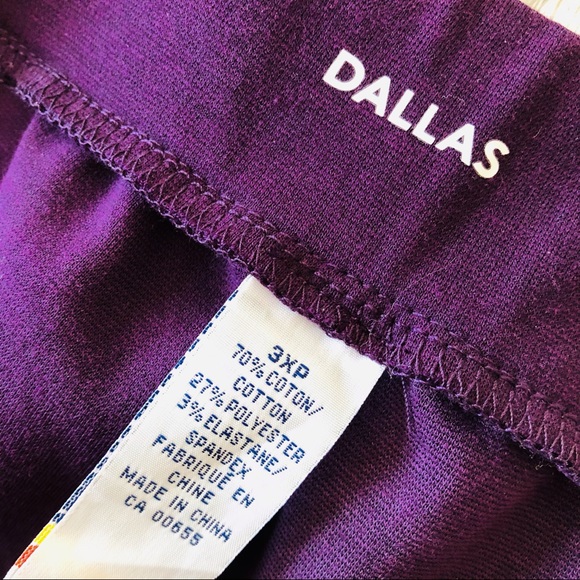 DALLAS
3XP
70% COTON/
COTTON
27% POLYESTER
3% ELASTANE/
SPANDEX
FABRIQUE EN
CHINE
MADE IN CHINA
CA 00655